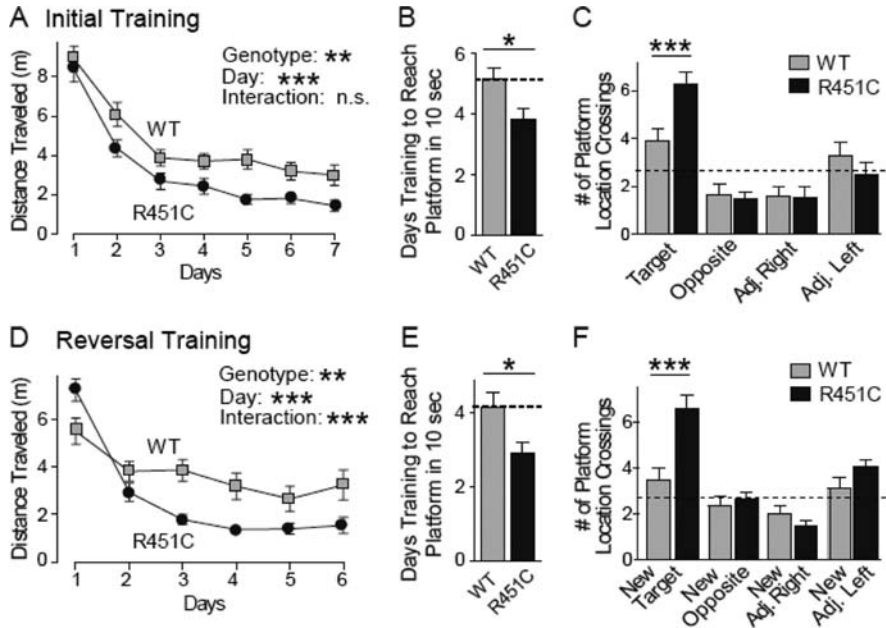 A Initial Training
Distance Traveled (m)
8
6
4
2
0
Genotype: **
Day: ***
Interaction: n.s.
WT
R451C
1 2 3 4 5 6 7
Days
B
Days Training to Reach
Platform in 10 sec
6
4
2
0
*
WT
R451C
C
# of Platform
Location Crossings
6
4
2
0
***
WT
R451C
Target
Opposite
Adj. Right
Adj. Left
D Reversal Training
Distance Traveled (m)
8
6
4
2
0
Genotype: **
Day: ***
Interaction: ***
WT
R451C
1 2 3 4 5 6
Days
E
Days Training to Reach
Platform in 10 sec
4
2
0
*
WT
R451C
F
# of Platform
Location Crossings
6
4
2
0
***
WT
R451C
New
Target
New
Opposite
New
Adj. Right
New
Adj. Left